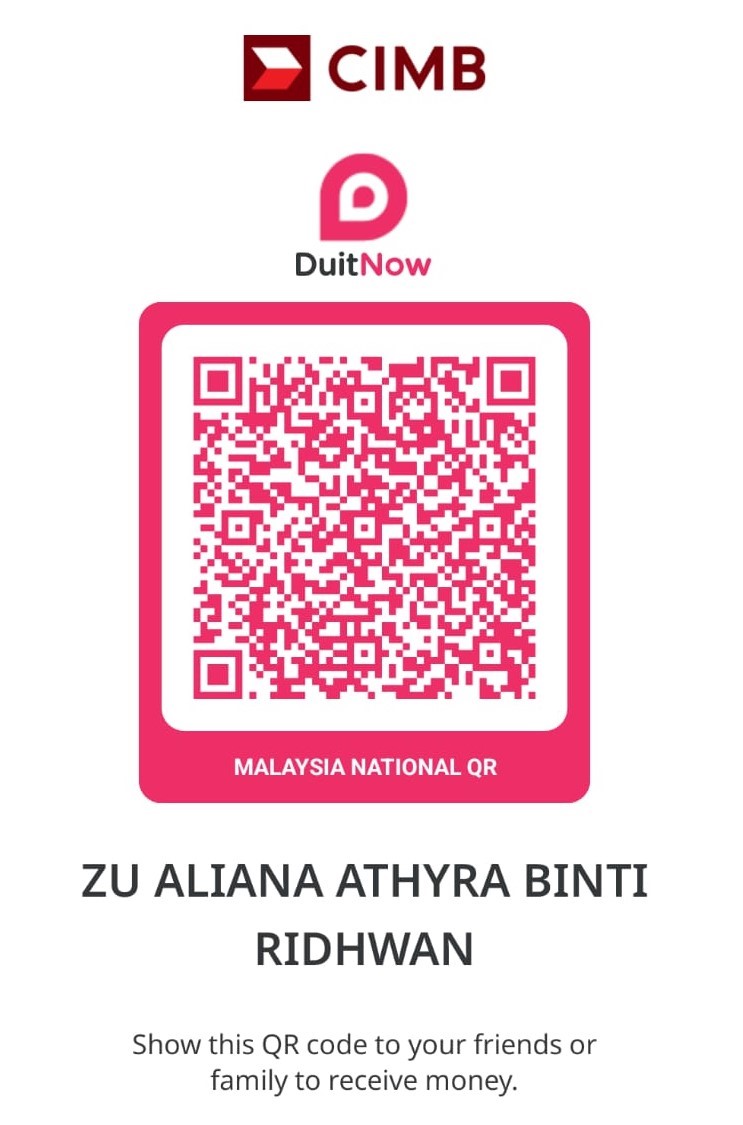 CIMB
DuitNow
MALAYSIA NATIONAL QR
ZU ALIANA ATHYRA BINTI
RIDHWAN
Show this QR code to your friends or
family to receive money.